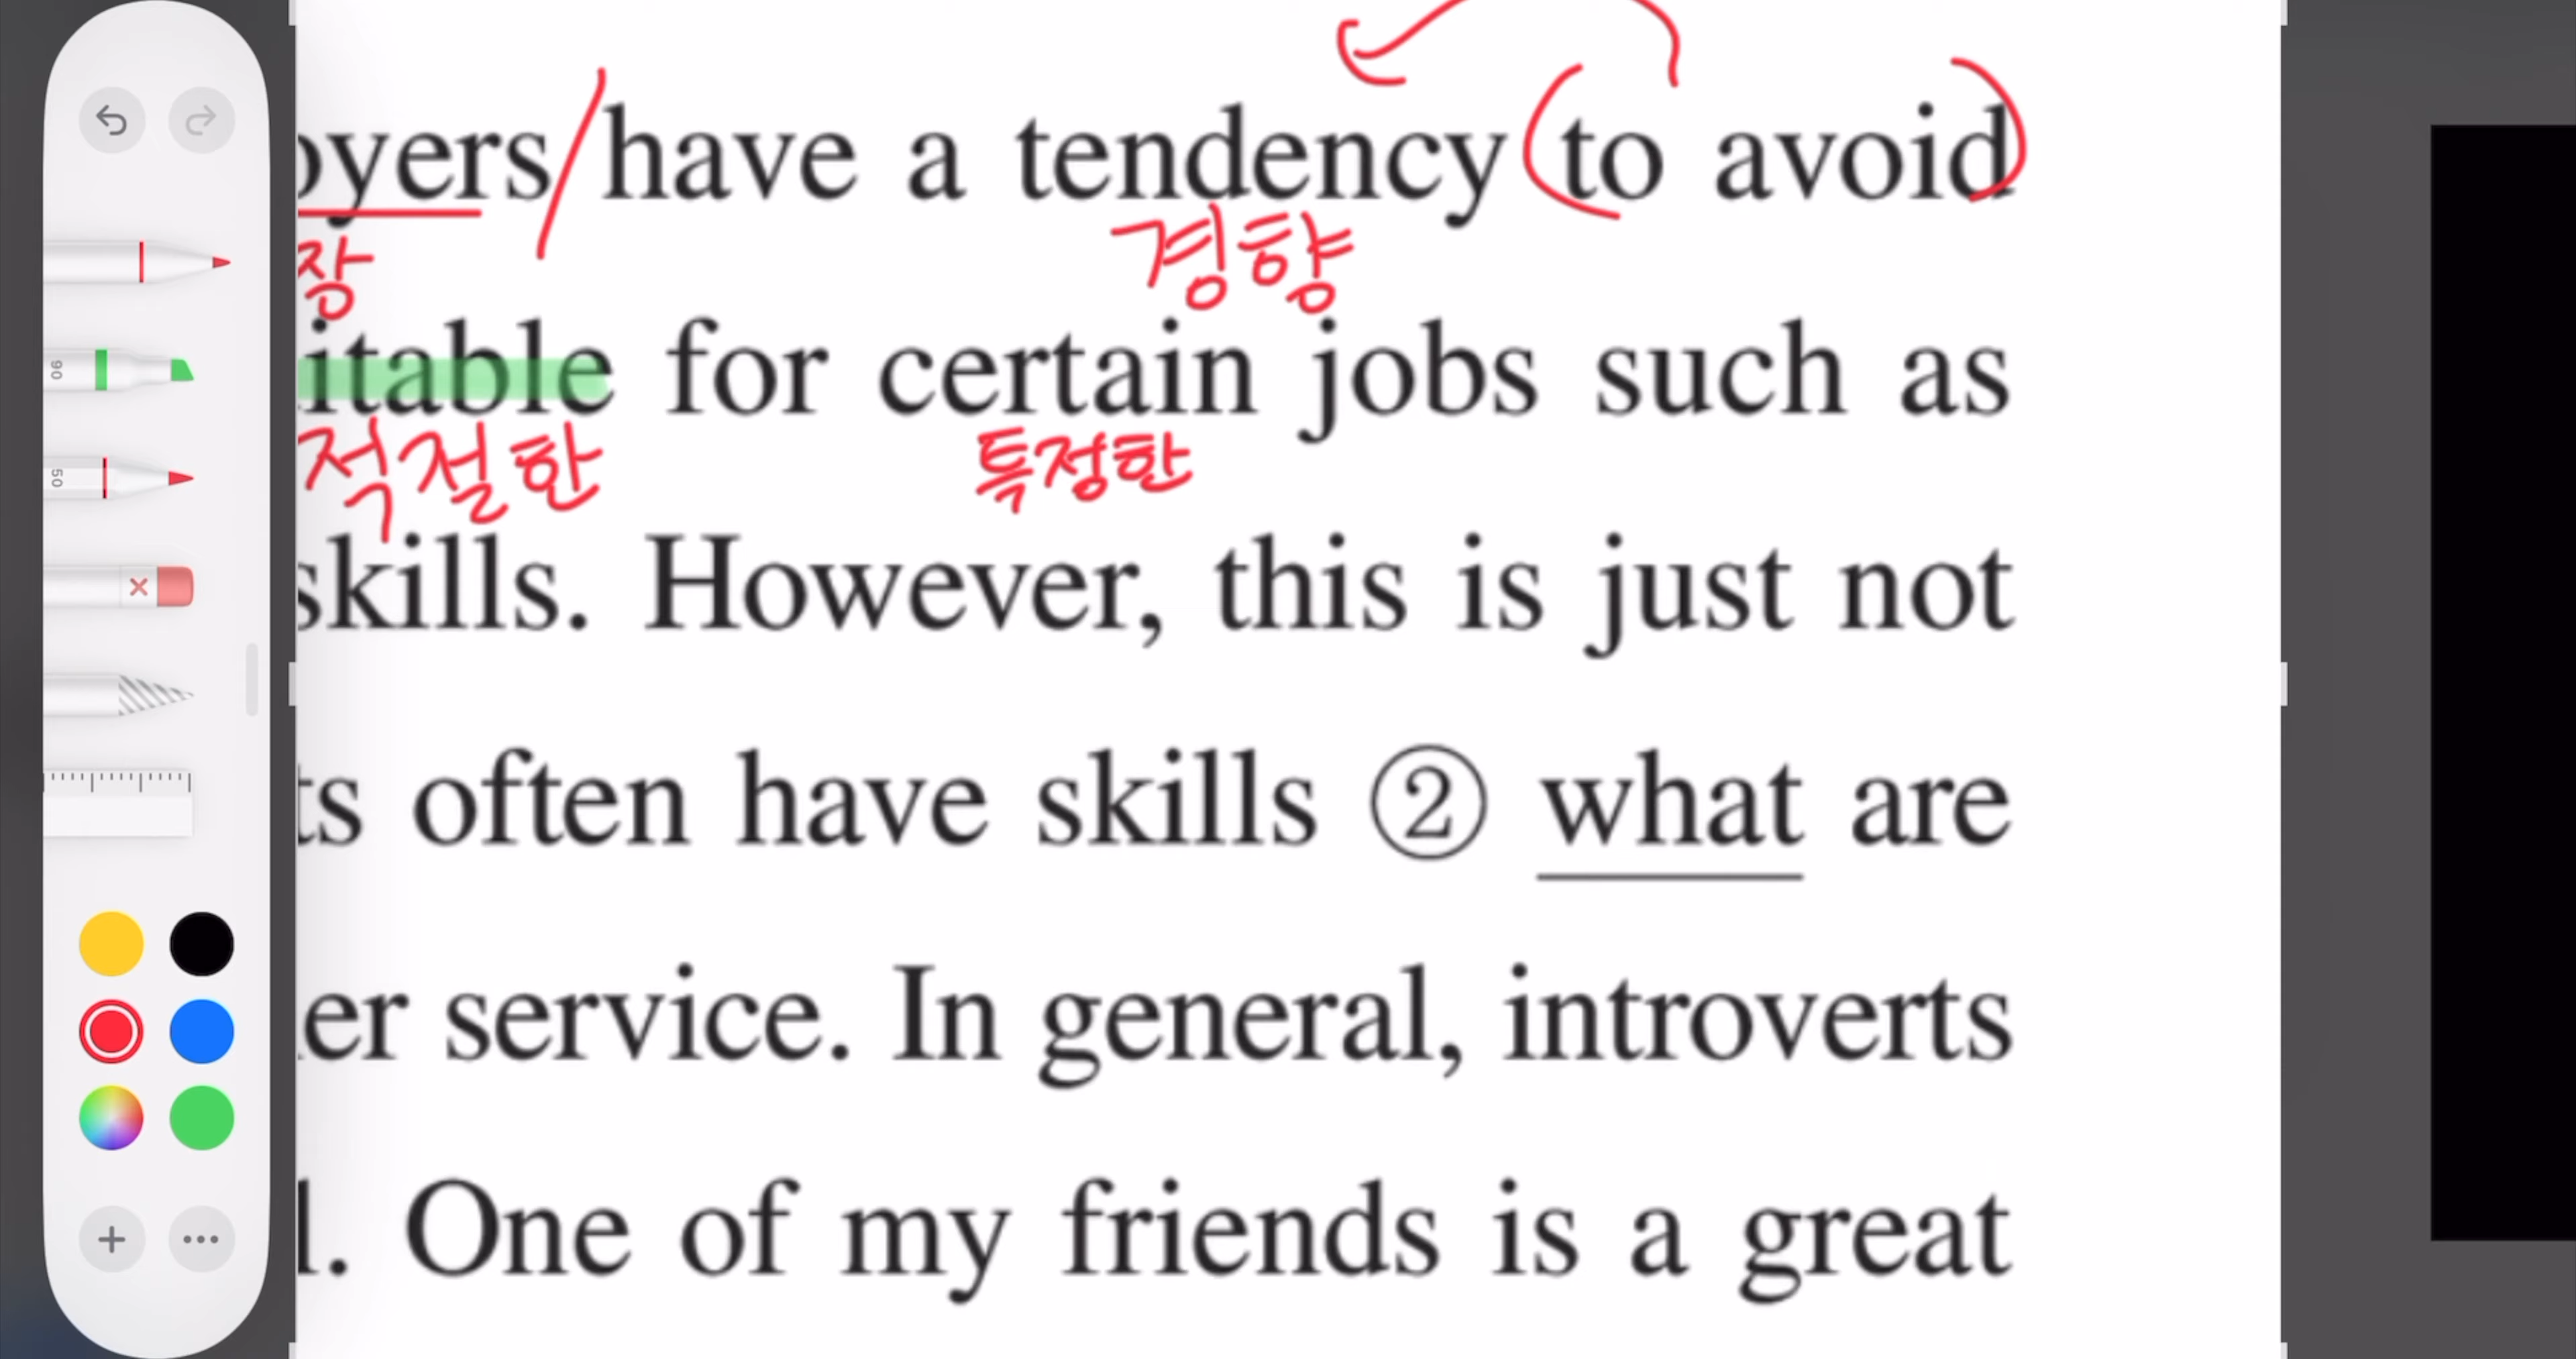 oyers have a tendency to avoid
장 경향
itable for certain jobs such as
적절한 특정한
skills. However, this is just not
ts often have skills ② what are
er service. In general, introverts
l. One of my friends is a great
90
50